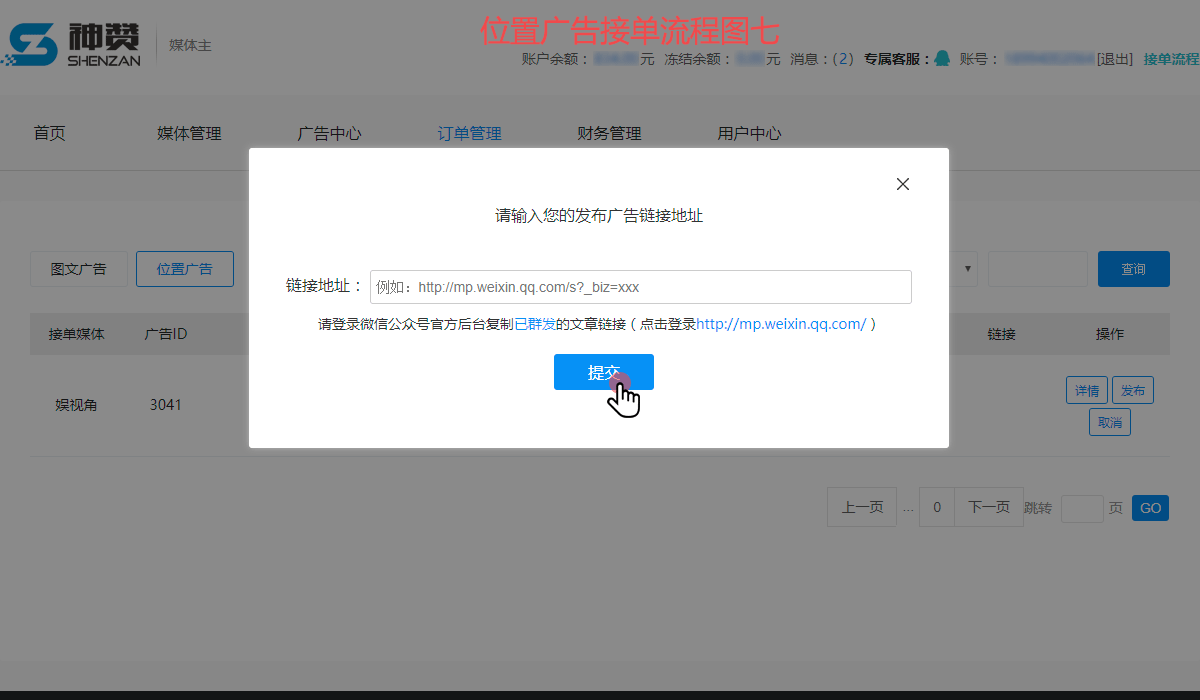 位置广告接单流程图七
神赞
SHENZAN
媒体主
账户余额： 元 冻结余额： 元 消息：(2) 专属客服： 账号： [退出] 接单流程
首页 媒体管理 广告中心 订单管理 财务管理 用户中心
请输入您的发布广告链接地址
图文广告 位置广告 查询
链接地址： 例如：http://mp.weixin.qq.com/s?_biz=xxx
请登录微信公众号官方后台复制已群发的文章链接（点击登录http://mp.weixin.qq.com/）
接单媒体 广告ID 链接 操作
提交
娱视角 3041 详情 发布
取消
上一页 ... 0 下一页 跳转 页 GO